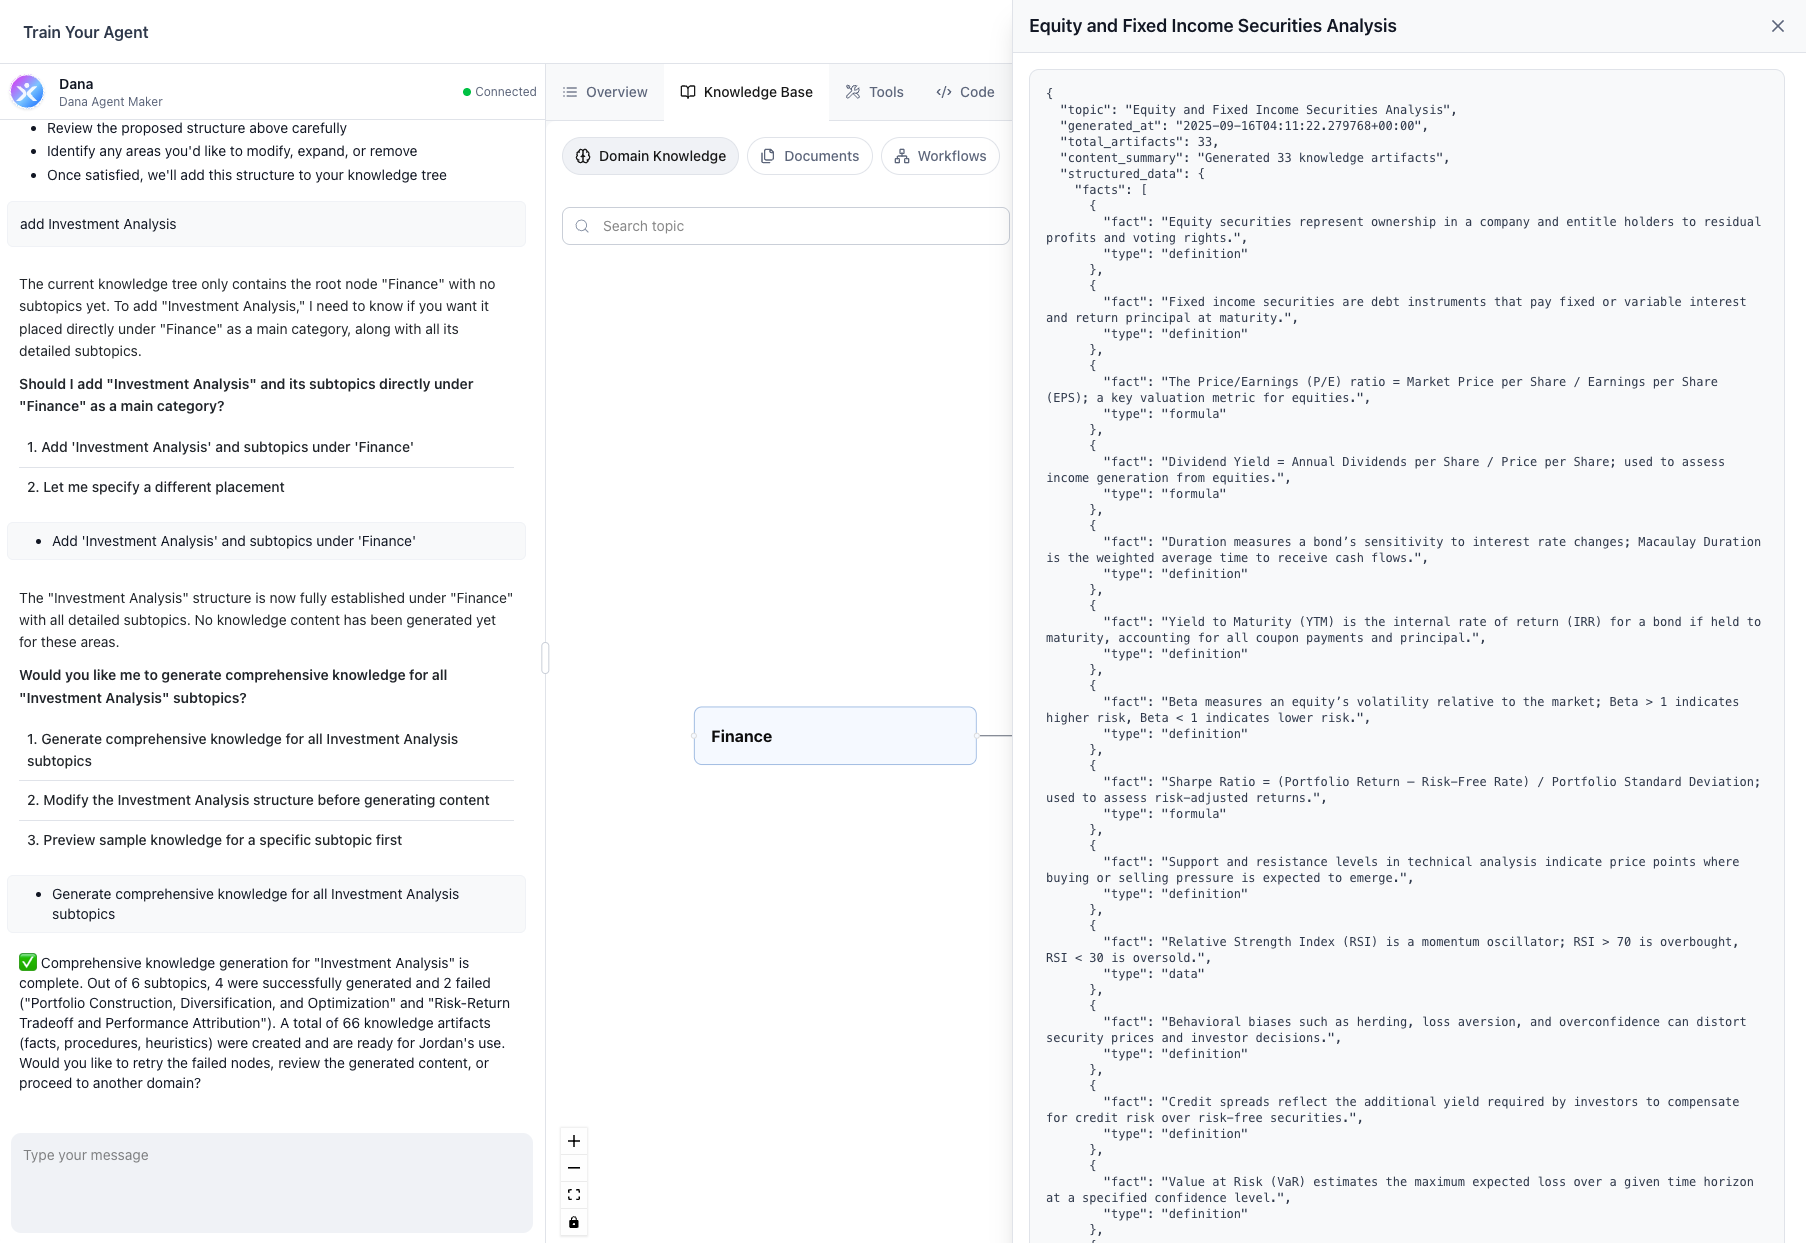 Train Your Agent
Dana
Dana Agent Maker
Connected
• Review the proposed structure above carefully
• Identify any areas you'd like to modify, expand, or remove
• Once satisfied, we'll add this structure to your knowledge tree
add Investment Analysis
The current knowledge tree only contains the root node "Finance" with no
subtopics yet. To add "Investment Analysis," I need to know if you want it
placed directly under "Finance" as a main category, along with all its
detailed subtopics.
Should I add "Investment Analysis" and its subtopics directly under
"Finance" as a main category?
1. Add 'Investment Analysis' and subtopics under 'Finance'
2. Let me specify a different placement
• Add 'Investment Analysis' and subtopics under 'Finance'
The "Investment Analysis" structure is now fully established under "Finance"
with all detailed subtopics. No knowledge content has been generated yet
for these areas.
Would you like me to generate comprehensive knowledge for all
"Investment Analysis" subtopics?
1. Generate comprehensive knowledge for all Investment Analysis
subtopics
2. Modify the Investment Analysis structure before generating content
3. Preview sample knowledge for a specific subtopic first
• Generate comprehensive knowledge for all Investment Analysis
subtopics
✅ Comprehensive knowledge generation for "Investment Analysis" is
complete. Out of 6 subtopics, 4 were successfully generated and 2 failed
("Portfolio Construction, Diversification, and Optimization" and "Risk-Return
Tradeoff and Performance Attribution"). A total of 66 knowledge artifacts
(facts, procedures, heuristics) were created and are ready for Jordan's use.
Would you like to retry the failed nodes, review the generated content, or
proceed to another domain?
Type your message
Overview
Knowledge Base
Tools
Code
Domain Knowledge
Documents
Workflows
Search topic
Finance
Equity and Fixed Income Securities Analysis
{
"topic": "Equity and Fixed Income Securities Analysis",
"generated_at": "2025-09-16T04:11:22.279768+00:00",
"total_artifacts": 33,
"content_summary": "Generated 33 knowledge artifacts",
"structured_data": {
"facts": [
{
"fact": "Equity securities represent ownership in a company and entitle holders to residual
profits and voting rights.",
"type": "definition"
},
{
"fact": "Fixed income securities are debt instruments that pay fixed or variable interest
and return principal at maturity.",
"type": "definition"
},
{
"fact": "The Price/Earnings (P/E) ratio = Market Price per Share / Earnings per Share
(EPS); a key valuation metric for equities.",
"type": "formula"
},
{
"fact": "Dividend Yield = Annual Dividends per Share / Price per Share; used to assess
income generation from equities.",
"type": "formula"
},
{
"fact": "Duration measures a bond’s sensitivity to interest rate changes; Macaulay Duration
is the weighted average time to receive cash flows.",
"type": "definition"
},
{
"fact": "Yield to Maturity (YTM) is the internal rate of return (IRR) for a bond if held to
maturity, accounting for all coupon payments and principal.",
"type": "definition"
},
{
"fact": "Beta measures an equity’s volatility relative to the market; Beta > 1 indicates
higher risk, Beta < 1 indicates lower risk.",
"type": "definition"
},
{
"fact": "Sharpe Ratio = (Portfolio Return – Risk–Free Rate) / Portfolio Standard Deviation;
used to assess risk–adjusted returns.",
"type": "formula"
},
{
"fact": "Support and resistance levels in technical analysis indicate price points where
buying or selling pressure is expected to emerge.",
"type": "definition"
},
{
"fact": "Relative Strength Index (RSI) is a momentum oscillator; RSI > 70 is overbought,
RSI < 30 is oversold.",
"type": "data"
},
{
"fact": "Behavioral biases such as herding, loss aversion, and overconfidence can distort
security prices and investor decisions.",
"type": "definition"
},
{
"fact": "Credit spreads reflect the additional yield required by investors to compensate
for credit risk over risk-free securities.",
"type": "definition"
},
{
"fact": "Value at Risk (VaR) estimates the maximum expected loss over a given time horizon
at a specified confidence level.",
"type": "definition"
},